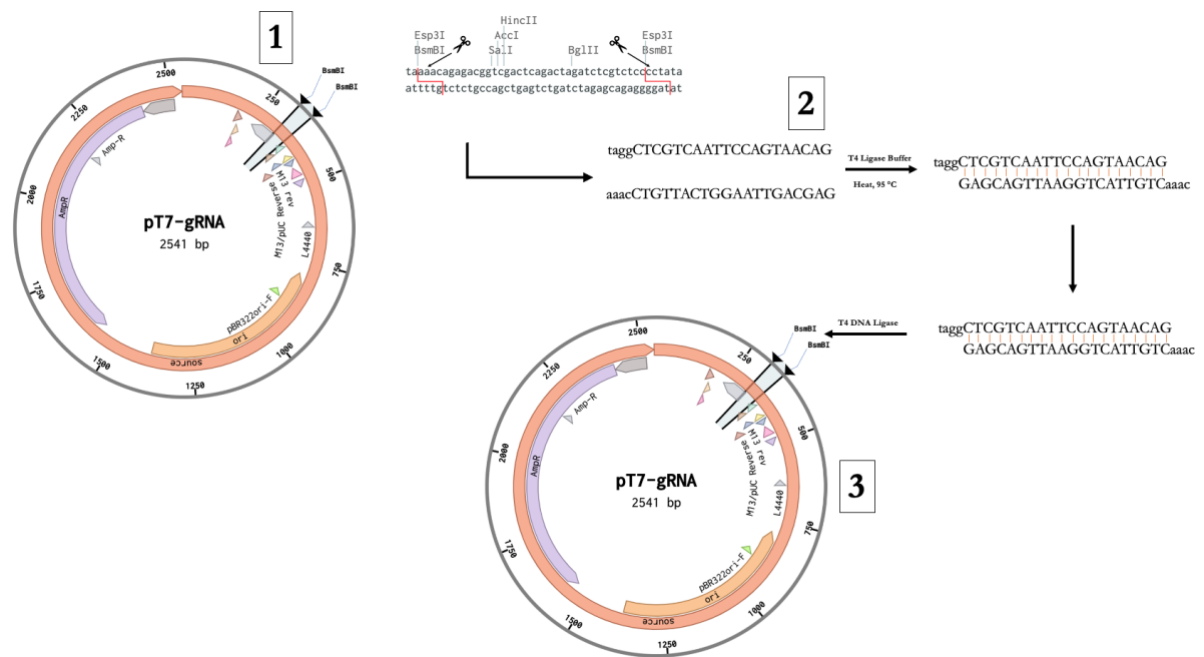 1
2500
250
500
750
1000
1250
1500
1750
2000
2250
BsmBI
BsmBI
Amp-R
AmpR
M13 rev
M13/pUC Reverse
L4440
pBR322ori-F
ori
source
pT7-gRNA
2541 bp
HincII
Esp3I AccI Esp3I
BsmBI SalI BglII BsmBI
taaaacagagacggtcgactcagactagatctcgtctcccctata
attttgtctctgccagctgagtctgatctagagcagaggggatat
2
taggCTCGTCAATTCCAGTAACAG
aaacCTGTTACTGGAATTGACGAG
T4 Ligase Buffer
Heat, 95 °C
taggCTCGTCAATTCCAGTAACAG
GAGCAGTTAAGGTCATTGTCaaac
taggCTCGTCAATTCCAGTAACAG
GAGCAGTTAAGGTCATTGTCaaac
T4 DNA Ligase
3
2500
250
500
750
1000
1250
1500
1750
2000
2250
BsmBI
BsmBI
Amp-R
AmpR
M13 rev
M13/pUC Reverse
L4440
pBR322ori-F
ori
source
pT7-gRNA
2541 bp